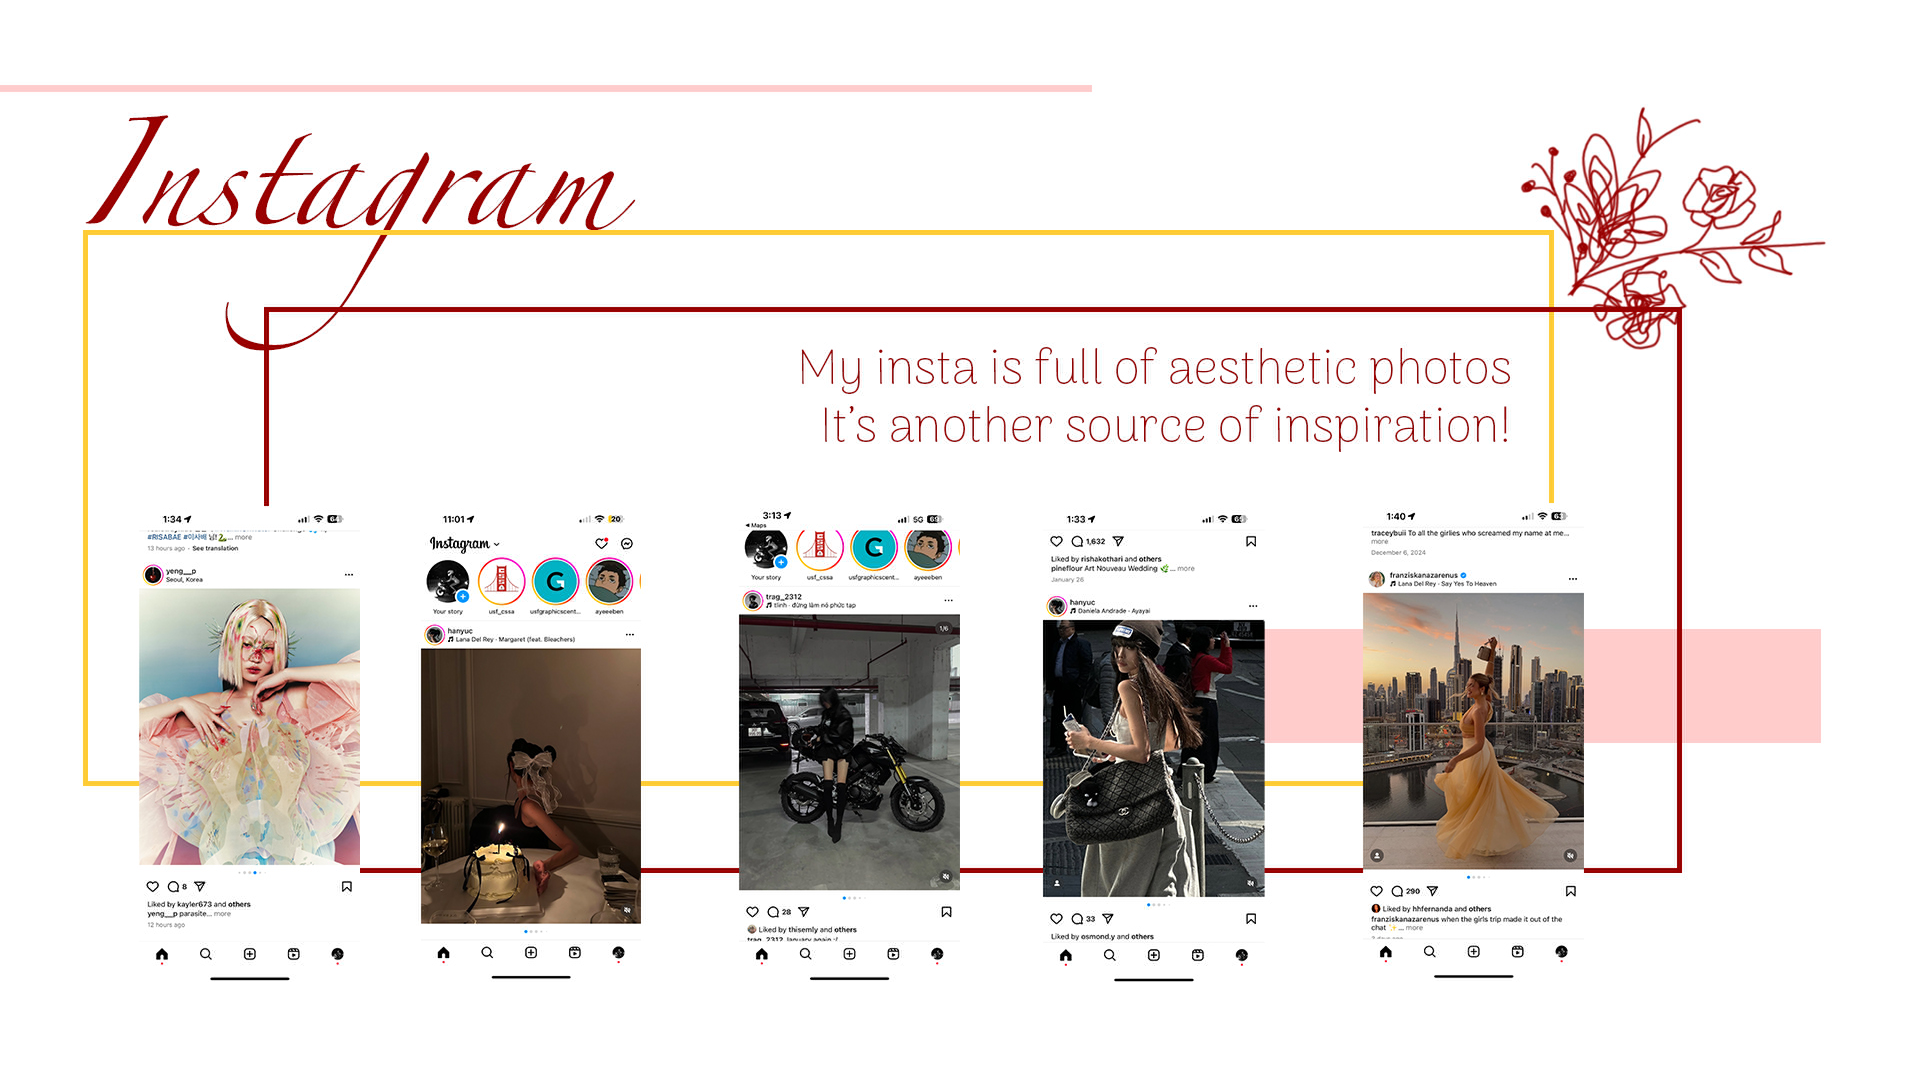 Instagram
My insta is full of aesthetic photos
It's another source of inspiration!
1:34
#RISABAE #이사배 님!... more
13 hours ago · See translation
yeng__p
Seoul, Korea
8
Liked by kayler673 and others
yeng__p parasite... more
12 hours ago
11:01
20
Instagram
Your story
usf_cssa
usfgraphicscent...
ayeeeben
hanyuc
Lana Del Rey · Margaret (feat. Bleachers)
3:13
5G
Maps
CSSA
G
Your story
usf_cssa
usfgraphicscent...
ayeeeben
trag_2312
tlinh · đừng làm nó phức tạp
1/6
28
Liked by thisemly and others
trag_2312 January again :/
1:33
1,632
Liked by rishakothari and others
pineflour Art Nouveau Wedding ... more
January 26
hanyuc
Daniela Andrade · Ayayai
33
Liked by osmond.y and others
1:40
traceybuii To all the girlies who screamed my name at me...
more
December 6, 2024
franziskanazarenus
Lana Del Rey · Say Yes To Heaven
290
Liked by hhfernanda and others
franziskanazarenus when the girls trip made it out of the
chat ... more